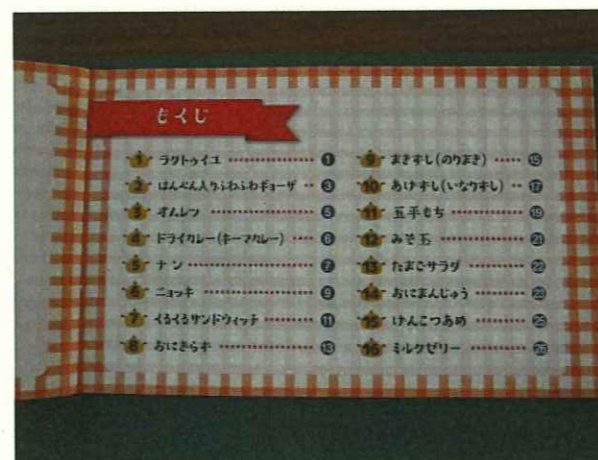 もくじ
1 ラタトゥイユ ……………… 1
2 はんぺん入りふわふわギョーザ ‥ 3
3 オムレツ ……………… 5
4 ドライカレー(キーマカレー) …… 6
5 ナン ……………… 7
6 ニョッキ ……………… 9
7 くるくるサンドウィッチ ……… 11
8 おにぎらず ……………… 13
9 まきずし(のりまき) …… 15
10 あげずし(いなりずし) ‥ 17
11 五平もち ……………… 19
12 みそ玉 ……………… 21
13 たまごサラダ ………… 22
14 おにまんじゅう ……… 23
15 げんこつあめ ………… 25
16 ミルクゼリー ………… 26